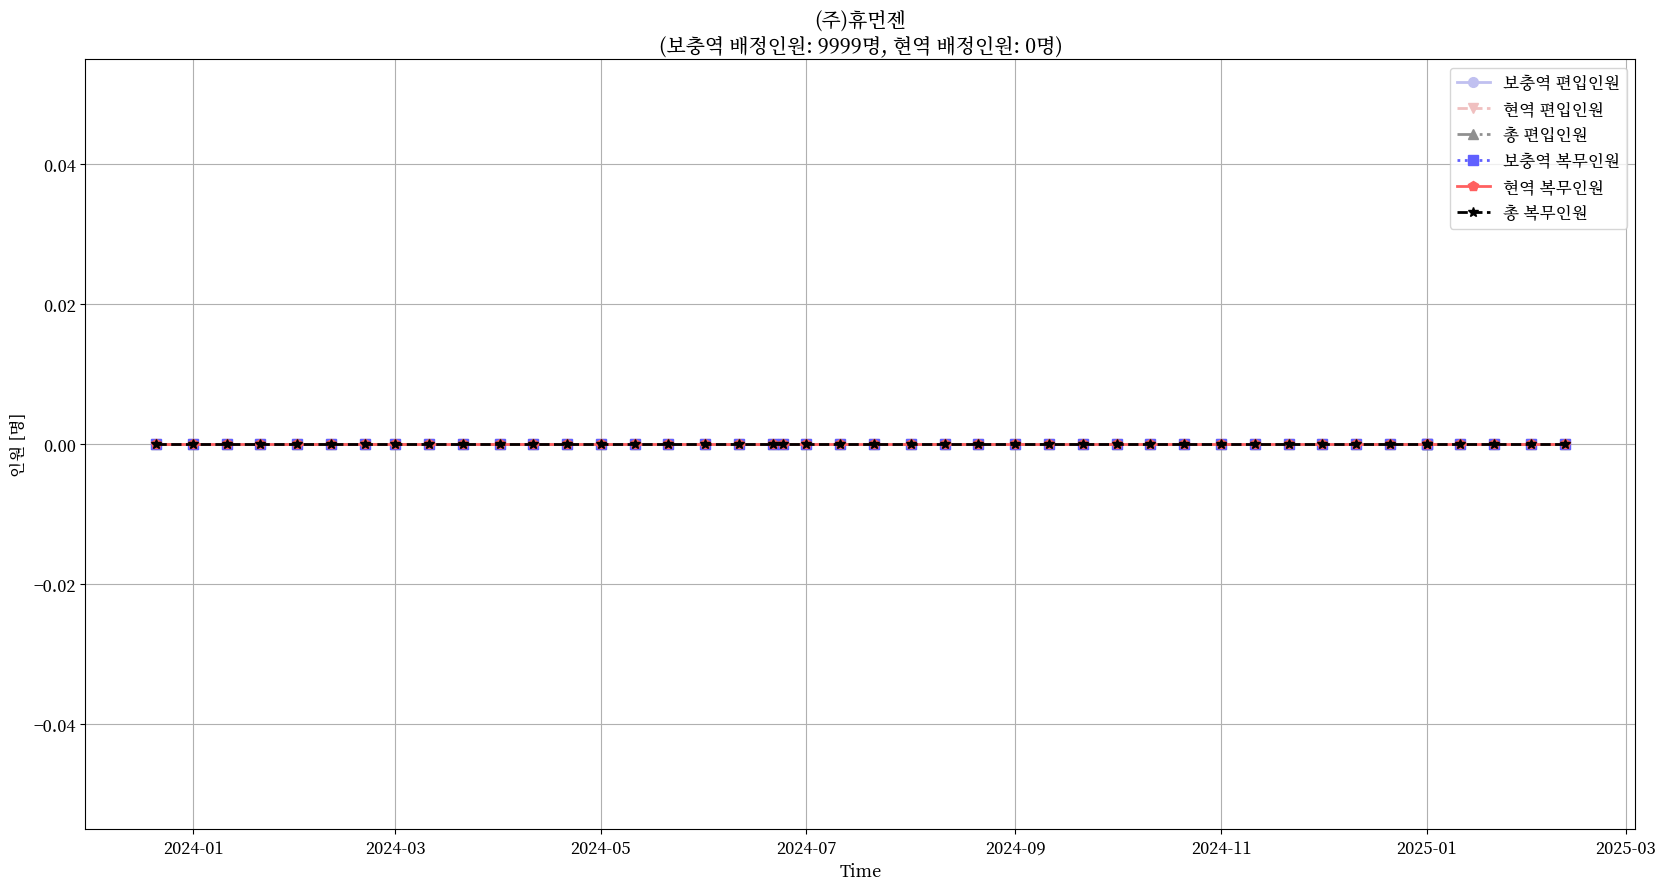 (주)휴먼젠
(보충역 배정인원: 9999명, 현역 배정인원: 0명)
보충역 편입인원
현역 편입인원
총 편입인원
보충역 복무인원
현역 복무인원
총 복무인원
0.04
0.02
0.00
−0.02
−0.04
인원 [명]
2024-01 2024-03 2024-05 2024-07 2024-09 2024-11 2025-01 2025-03
Time